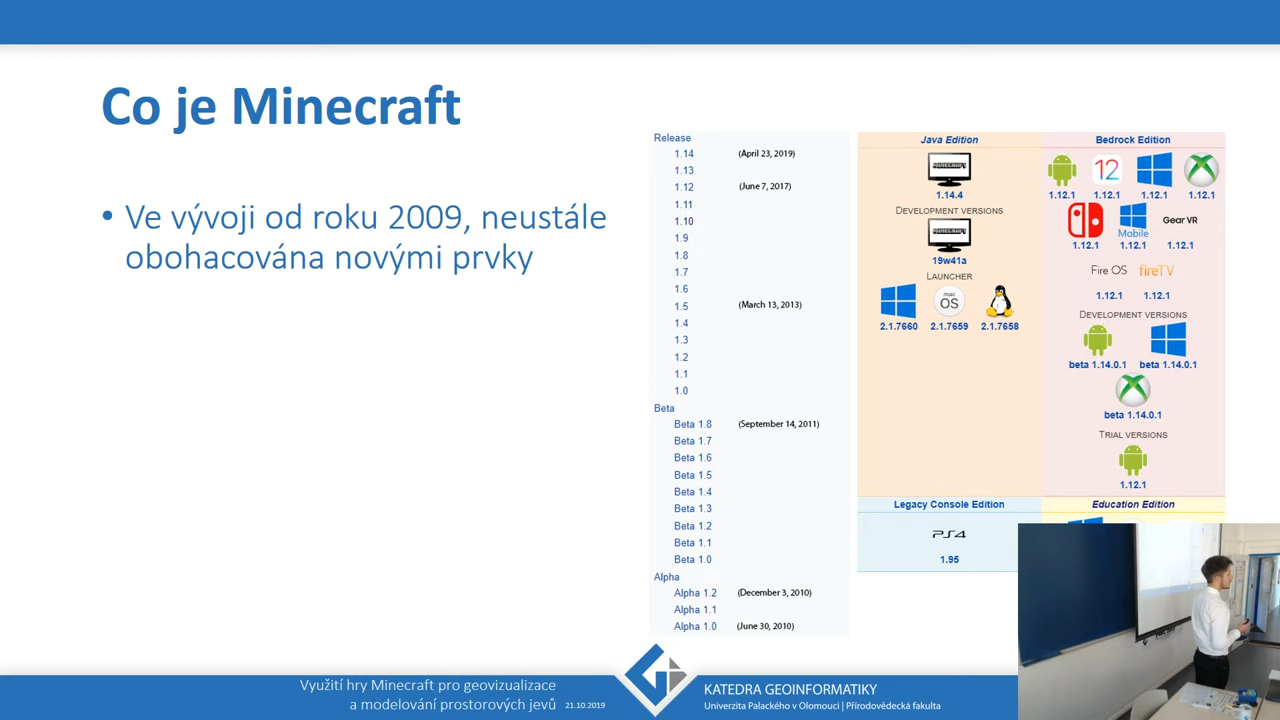 Co je Minecraft
• Ve vývoji od roku 2009, neustále
obohacována novými prvky
Release
1.14 (April 23, 2019)
1.13
1.12 (June 7, 2017)
1.11
1.10
1.9
1.8
1.7
1.6
1.5 (March 13, 2013)
1.4
1.3
1.2
1.1
1.0
Beta
Beta 1.8 (September 14, 2011)
Beta 1.7
Beta 1.6
Beta 1.5
Beta 1.4
Beta 1.3
Beta 1.2
Beta 1.1
Beta 1.0
Alpha
Alpha 1.2 (December 3, 2010)
Alpha 1.1
Alpha 1.0 (June 30, 2010)
Java Edition
MINECRAFT
1.14.4
DEVELOPMENT VERSIONS
MINECRAFT
19w41a
LAUNCHER
mac
OS
2.1.7660 2.1.7659 2.1.7658
Bedrock Edition
12
1.12.1 1.12.1 1.12.1 1.12.1
Mobile Gear VR
1.12.1 1.12.1 1.12.1
Fire OS fireTV
1.12.1 1.12.1
DEVELOPMENT VERSIONS
beta 1.14.0.1 beta 1.14.0.1
beta 1.14.0.1
TRIAL VERSIONS
1.12.1
Legacy Console Edition
PS4
1.95
Education Edition
Využití hry Minecraft pro geovizualizace
a modelování prostorových jevů 21.10.2019
KATEDRA GEOINFORMATIKY
Univerzita Palackého v Olomouci | Přírodovědecká fakulta